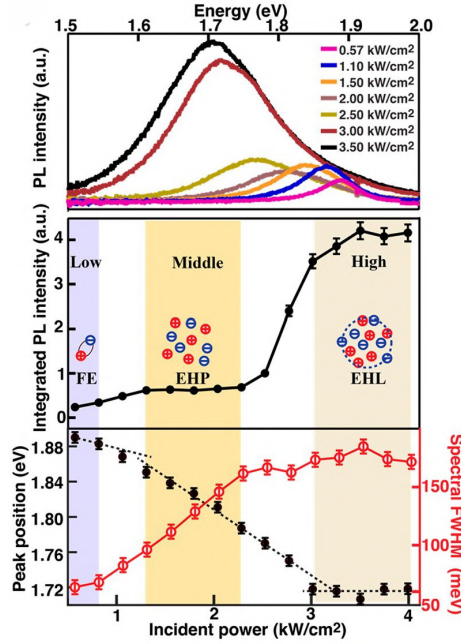 Energy (eV)
1.5 1.6 1.7 1.8 1.9 2.0
PL intensity (a.u.)
0.57 kW/cm2
1.10 kW/cm2
1.50 kW/cm2
2.00 kW/cm2
2.50 kW/cm2
3.00 kW/cm2
3.50 kW/cm2
Integrated PL intensity (a.u.)
4
3
2
1
0
Low Middle High
FE EHP EHL
Peak position (eV)
1.88
1.84
1.80
1.76
1.72
Spectral FWHM (meV)
150
100
50
1 2 3 4
Incident power (kW/cm2)